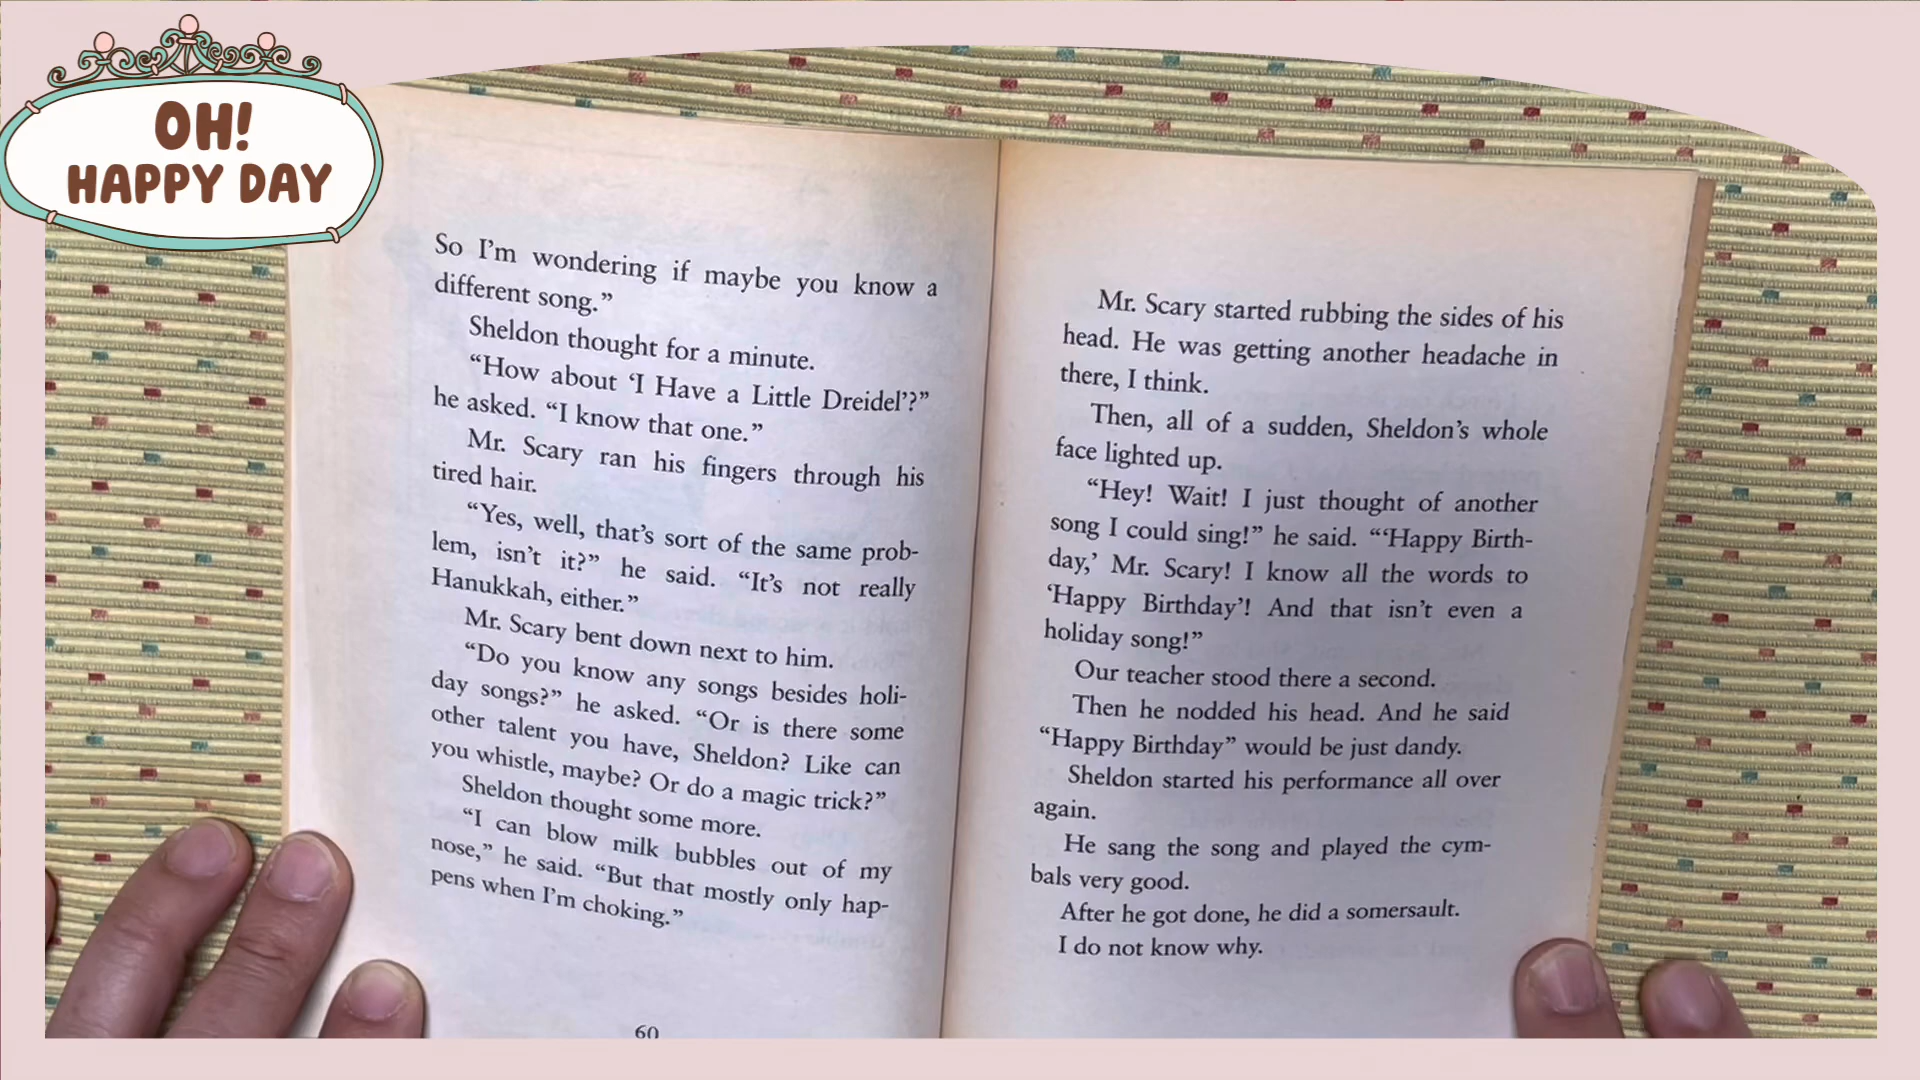 OH!
HAPPY DAY
So I'm wondering if maybe you know a
different song.”
Sheldon thought for a minute.
“How about ‘I Have a Little Dreidel’?”
he asked. “I know that one.”
Mr. Scary ran his fingers through his
tired hair.
“Yes, well, that’s sort of the same prob-
lem, isn’t it?” he said. “It’s not really
Hanukkah, either.”
Mr. Scary bent down next to him.
“Do you know any songs besides holi-
day songs?” he asked. “Or is there some
other talent you have, Sheldon? Like can
you whistle, maybe? Or do a magic trick?”
Sheldon thought some more.
“I can blow milk bubbles out of my
nose,” he said. “But that mostly only hap-
pens when I’m choking.”
60
Mr. Scary started rubbing the sides of his
head. He was getting another headache in
there, I think.
Then, all of a sudden, Sheldon’s whole
face lighted up.
“Hey! Wait! I just thought of another
song I could sing!” he said. “‘Happy Birth-
day,’ Mr. Scary! I know all the words to
‘Happy Birthday’! And that isn’t even a
holiday song!”
Our teacher stood there a second.
Then he nodded his head. And he said
“Happy Birthday” would be just dandy.
Sheldon started his performance all over
again.
He sang the song and played the cym-
bals very good.
After he got done, he did a somersault.
I do not know why.